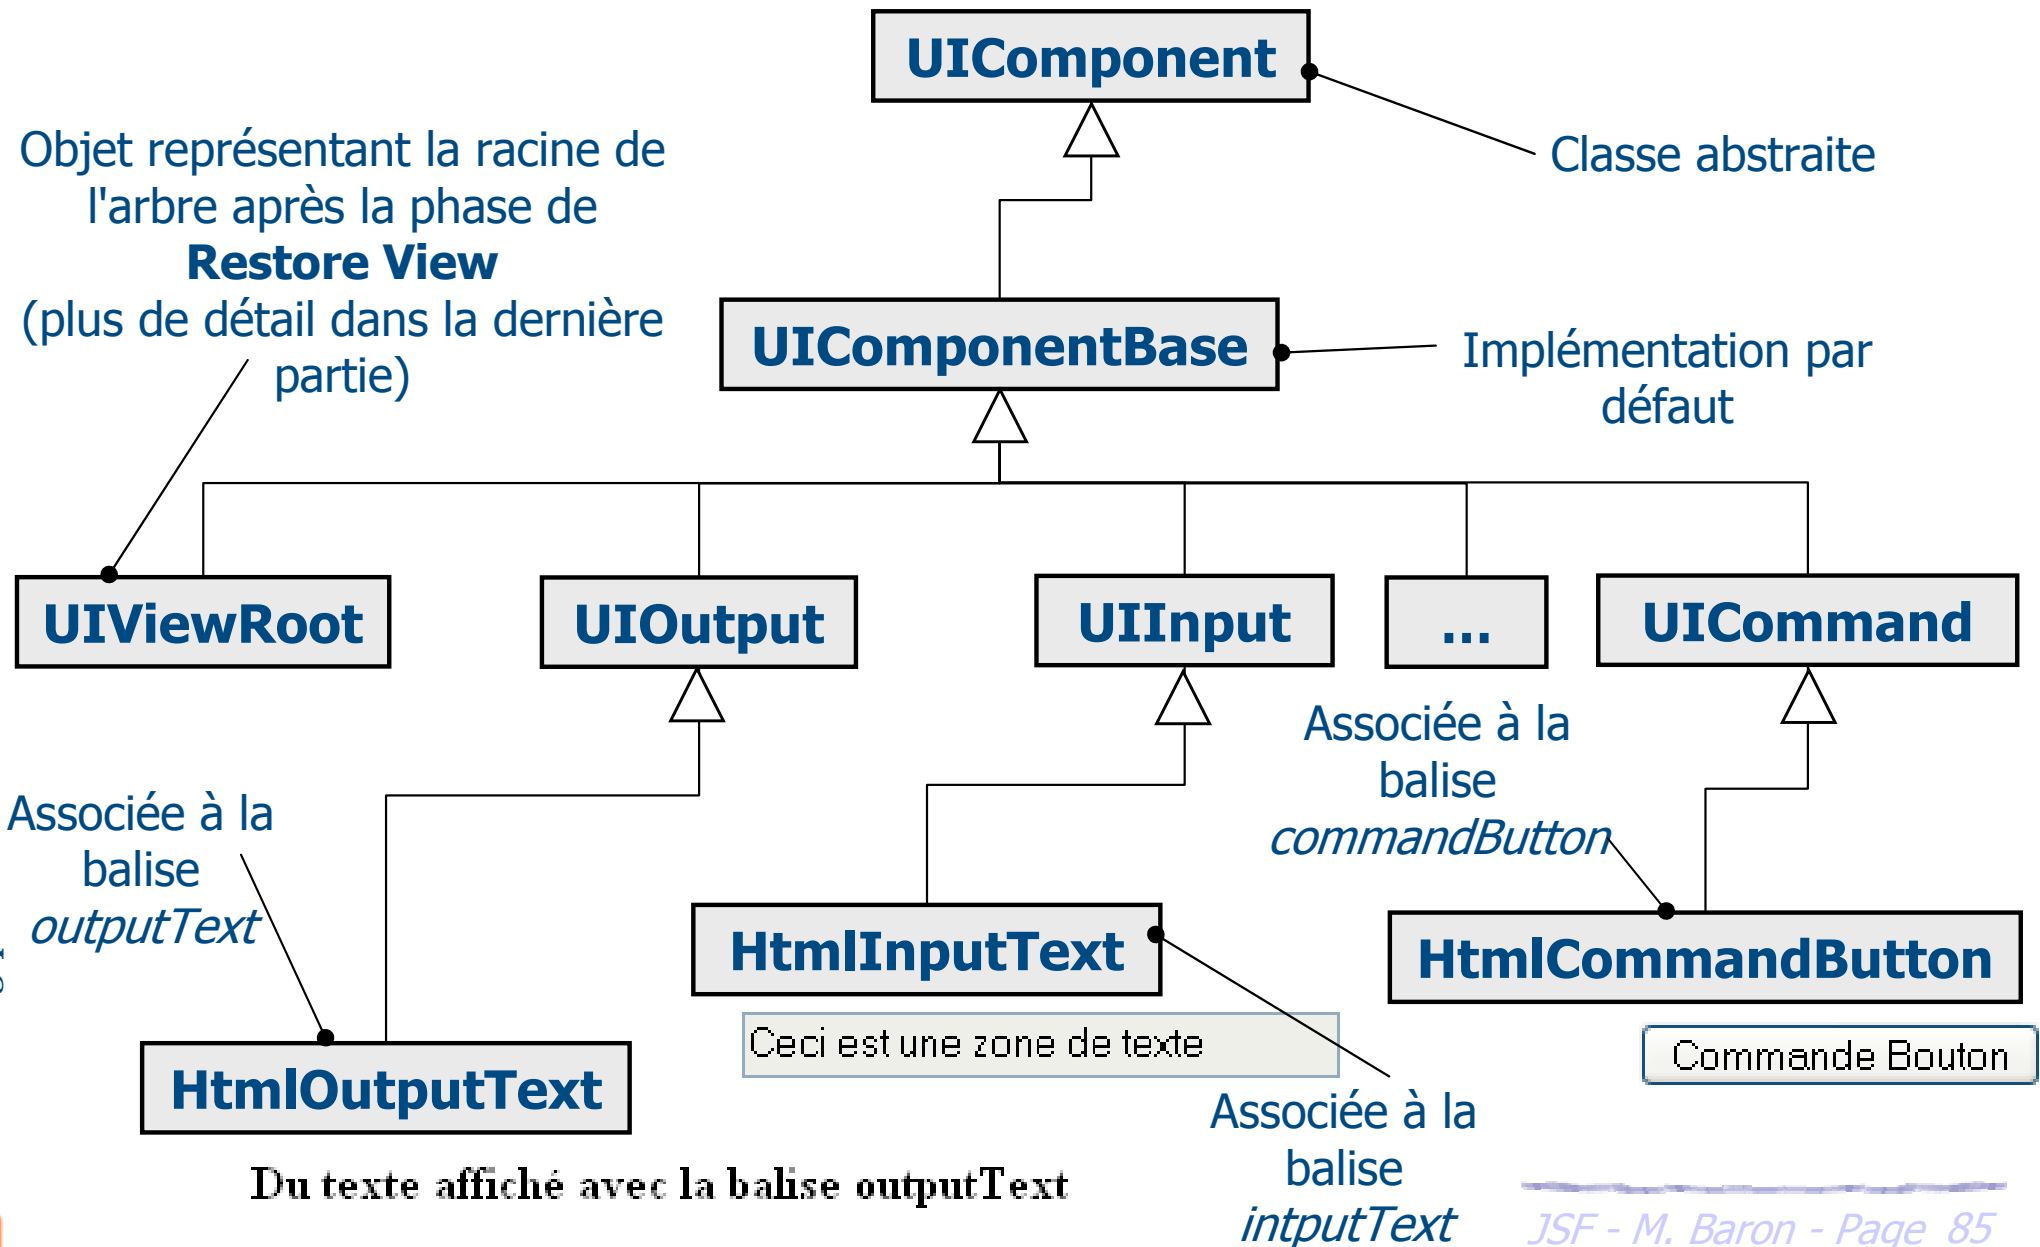 UIComponent
Classe abstraite
Objet représentant la racine de
l'arbre après la phase de
Restore View
(plus de détail dans la dernière
partie)
UIComponentBase
Implémentation par
défaut
UIViewRoot
UIOutput
UIInput
...
UICommand
Associée à la
balise
commandButton
Associée à la
balise
outputText
HtmlInputText
HtmlCommandButton
Ceci est une zone de texte
Commande Bouton
HtmlOutputText
Associée à la
balise
intputText
Du texte affiché avec la balise outputText
JSF - M. Baron - Page 85